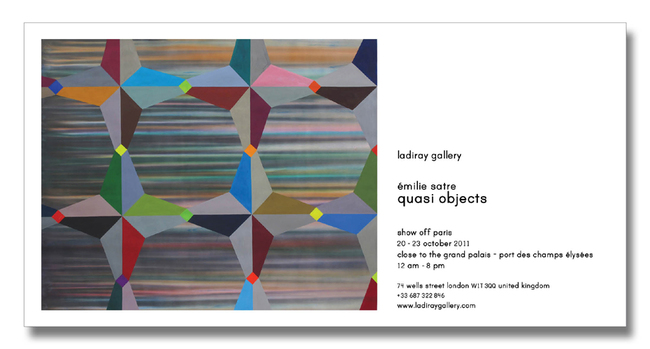 ladiray gallery
émilie satre
quasi objects
show off paris
20 - 23 october 2011
close to the grand palais - port des champs élysées
12 am - 8 pm
74 wells street london W1T 3QQ united kingdom
+33 687 322 846
www.ladiraygallery.com